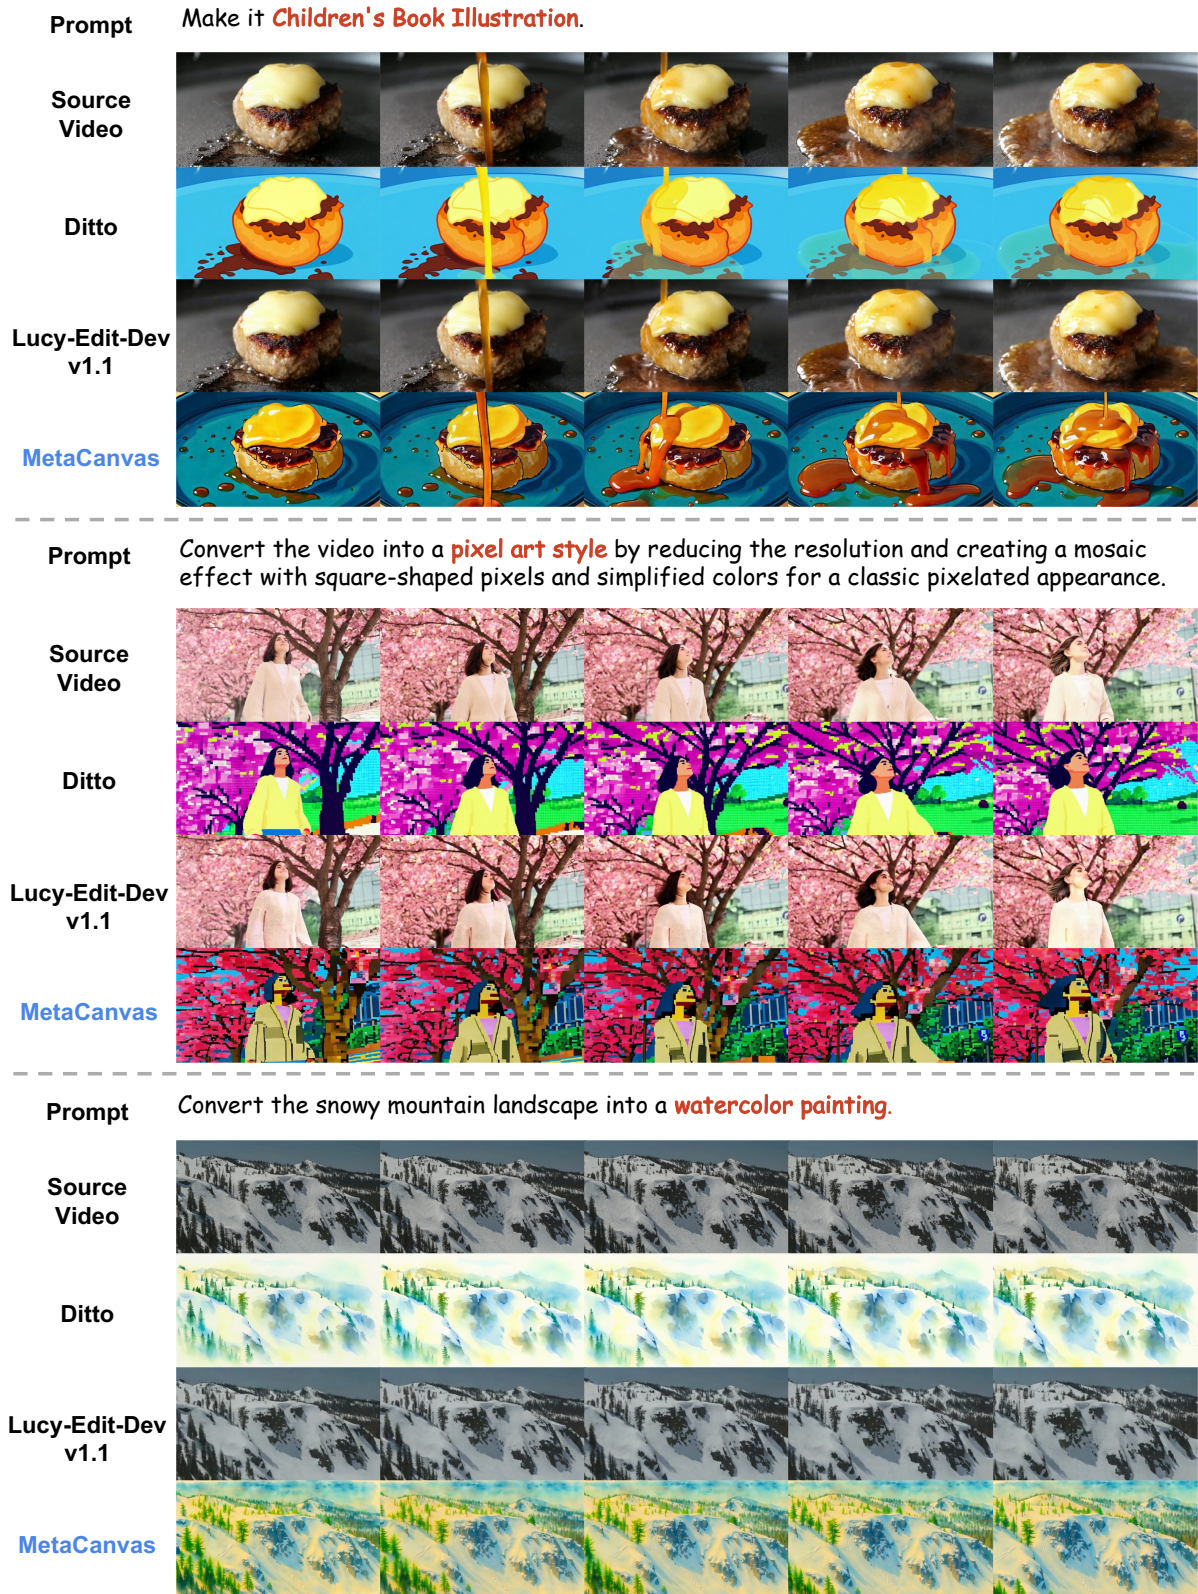 Prompt
Make it Children's Book Illustration.
Source
Video
Ditto
Lucy-Edit-Dev
v1.1
MetaCanvas
Prompt
Convert the video into a pixel art style by reducing the resolution and creating a mosaic
effect with square-shaped pixels and simplified colors for a classic pixelated appearance.
Source
Video
Ditto
Lucy-Edit-Dev
v1.1
MetaCanvas
Prompt
Convert the snowy mountain landscape into a watercolor painting.
Source
Video
Ditto
Lucy-Edit-Dev
v1.1
MetaCanvas